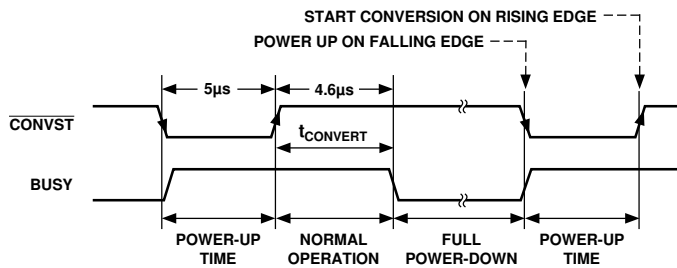 START CONVERSION ON RISING EDGE
POWER UP ON FALLING EDGE
5µs
4.6µs
CONVST
tCONVERT
BUSY
POWER-UP
TIME
NORMAL
OPERATION
FULL
POWER-DOWN
POWER-UP
TIME